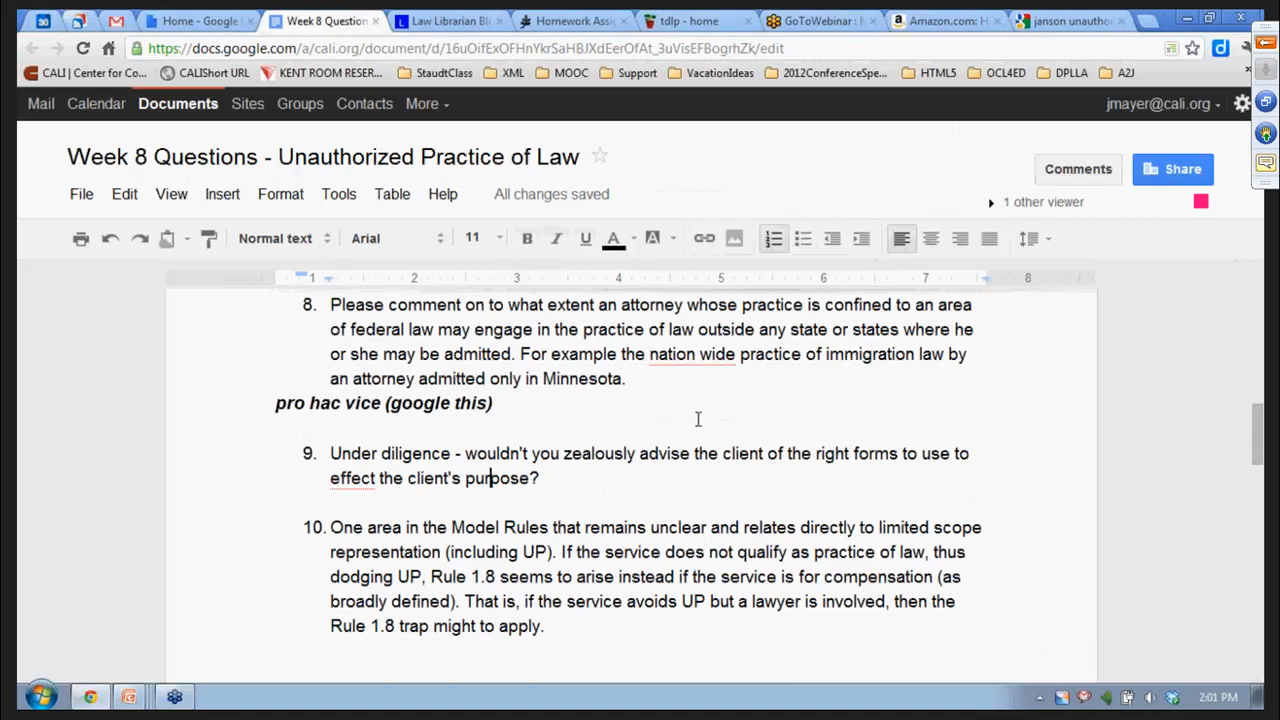 30
Home - Google
Week 8 Question
Law Librarian Bl
Homework Assig
tdlp - home
GoToWebinar : M
Amazon.com: H
janson unautho
https://docs.google.com/a/cali.org/document/d/16uOifExOFHnYkrSdHiBJXdEerOfAt_3uVisEFBogrhZk/edit
CALI | Center for Co
CALIShort URL
KENT ROOM RESER...
StaudtClass
XML
MOOC
Support
VacationIdeas
2012ConferenceSpe...
HTML5
OCL4ED
DPLLA
A2J
Mail Calendar Documents Sites Groups Contacts More
jmayer@cali.org
Week 8 Questions - Unauthorized Practice of Law
Comments
Share
File Edit View Insert Format Tools Table Help All changes saved
1 other viewer
Normal text Arial 11 B I U A A
1 2 3 4 5 6 7 8
8. Please comment on to what extent an attorney whose practice is confined to an area
of federal law may engage in the practice of law outside any state or states where he
or she may be admitted. For example the nation wide practice of immigration law by
an attorney admitted only in Minnesota.
pro hac vice (google this)
9. Under diligence - wouldn't you zealously advise the client of the right forms to use to
effect the client's purpose?
10. One area in the Model Rules that remains unclear and relates directly to limited scope
representation (including UP). If the service does not qualify as practice of law, thus
dodging UP, Rule 1.8 seems to arise instead if the service is for compensation (as
broadly defined). That is, if the service avoids UP but a lawyer is involved, then the
Rule 1.8 trap might to apply.
2:01 PM